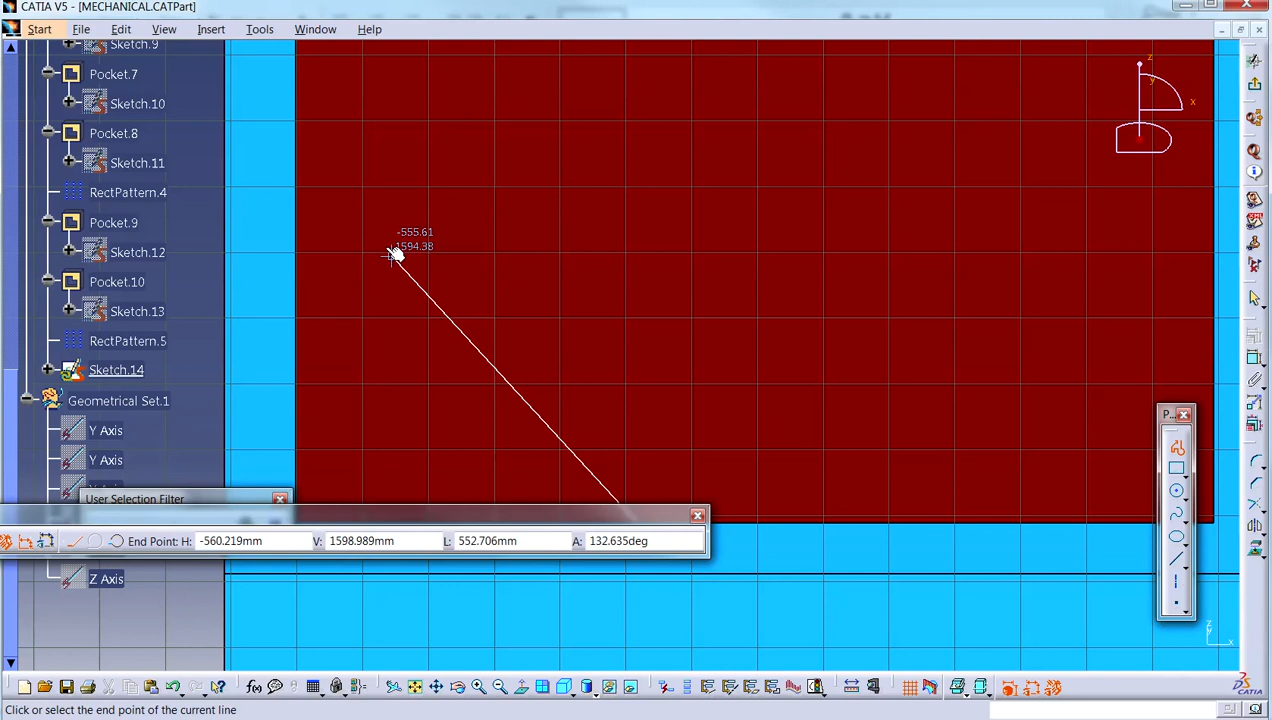 CATIA V5 - [MECHANICAL.CATPart]
Start File Edit View Insert Tools Window Help
Sketch.9
Pocket.7
Sketch.10
Pocket.8
Sketch.11
RectPattern.4
Pocket.9
Sketch.12
Pocket.10
Sketch.13
RectPattern.5
Sketch.14
Geometrical Set.1
Y Axis
Y Axis
Z Axis
-555.61
1594.38
z
y
x
P...
User Selection Filter
End Point: H: -560.219mm V: 1598.989mm L: 552.706mm A: 132.635deg
z
y
x
f(x)
DS
CATIA
Click or select the end point of the current line